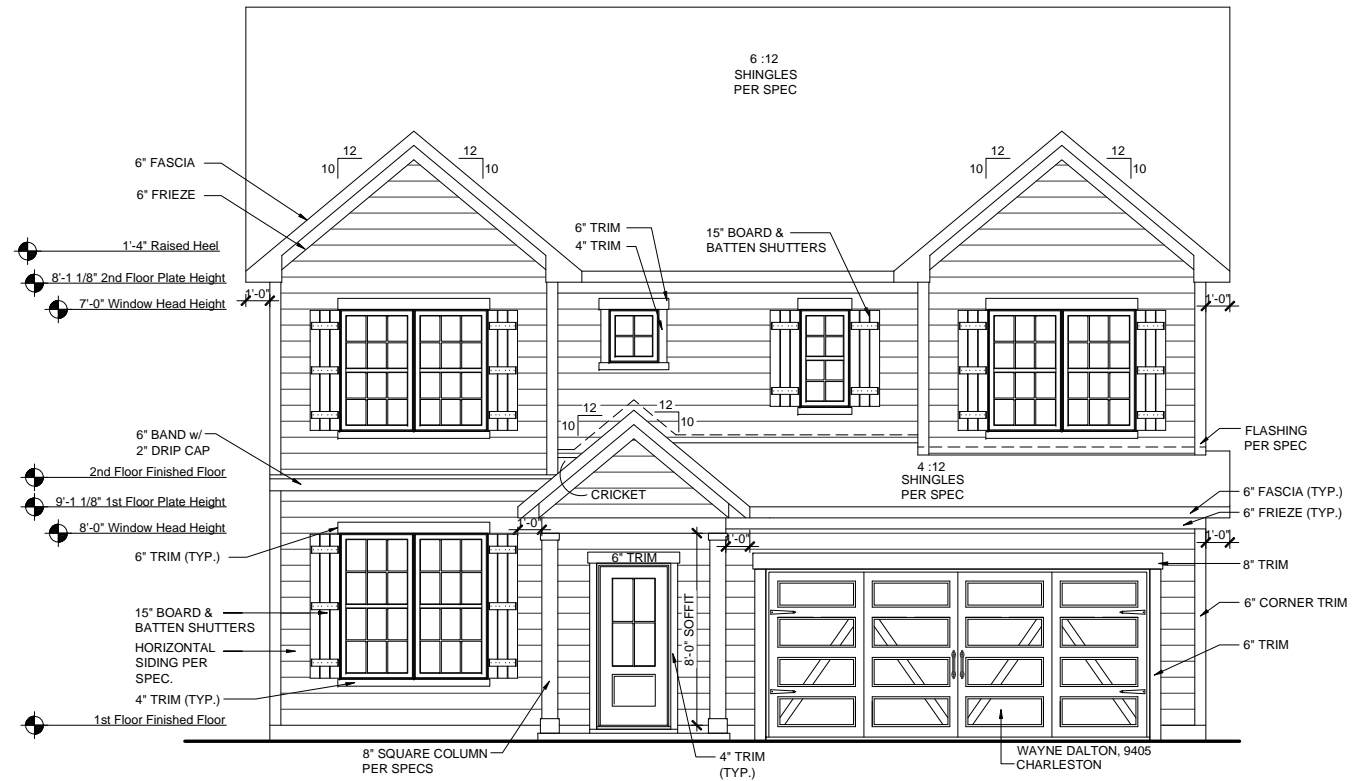 6 :12
SHINGLES
PER SPEC
12
10
12
10
12
10
12
10
6" FASCIA
6" FRIEZE
1'-4" Raised Heel
8'-1 1/8" 2nd Floor Plate Height
7'-0" Window Head Height
1'-0"
6" TRIM
4" TRIM
15" BOARD &
BATTEN SHUTTERS
1'-0"
12
10
12
10
6" BAND w/
2" DRIP CAP
2nd Floor Finished Floor
9'-1 1/8" 1st Floor Plate Height
8'-0" Window Head Height
FLASHING
PER SPEC
4 :12
SHINGLES
PER SPEC
CRICKET
6" FASCIA (TYP.)
6" FRIEZE (TYP.)
1'-0"
1'-0"
1'-0"
6" TRIM (TYP.)
6" TRIM
8" TRIM
15" BOARD &
BATTEN SHUTTERS
HORIZONTAL
SIDING PER
SPEC.
4" TRIM (TYP.)
8'-0" SOFFIT
6" CORNER TRIM
6" TRIM
1st Floor Finished Floor
8" SQUARE COLUMN
PER SPECS
4" TRIM
(TYP.)
WAYNE DALTON, 9405
CHARLESTON